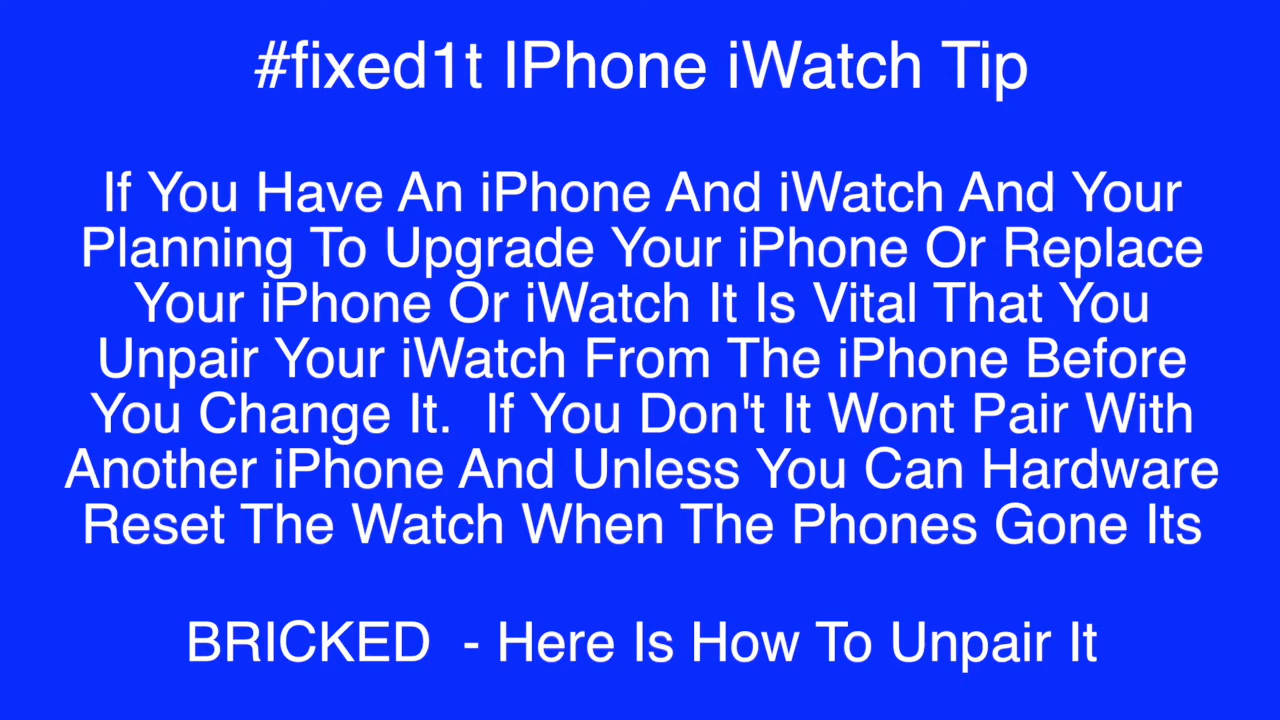 #fixed1t IPhone iWatch Tip
If You Have An iPhone And iWatch And Your
Planning To Upgrade Your iPhone Or Replace
Your iPhone Or iWatch It Is Vital That You
Unpair Your iWatch From The iPhone Before
You Change It.  If You Don't It Wont Pair With
Another iPhone And Unless You Can Hardware
Reset The Watch When The Phones Gone Its
BRICKED  - Here Is How To Unpair It